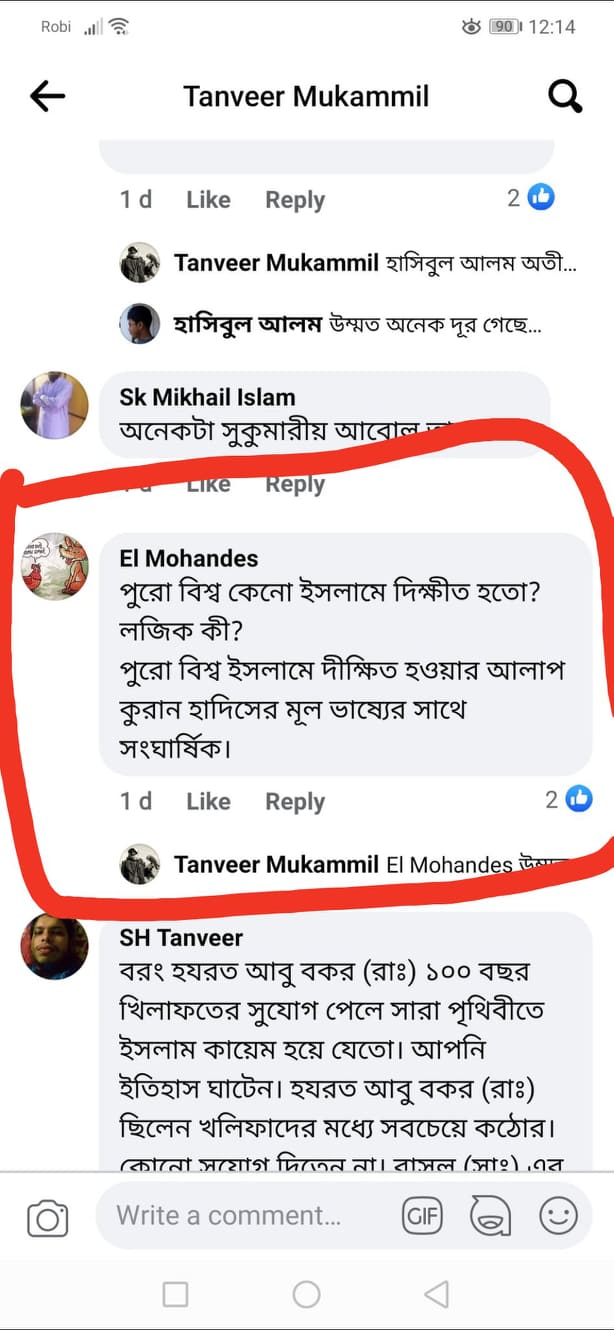 Robi 90 12:14
Tanveer Mukammil
1 d Like Reply 2
Tanveer Mukammil হাসিবুল আলম অতী...
হাসিবুল আলম উম্মত অনেক দূর গেছে...
Sk Mikhail Islam
অনেকটা সুকুমারীয় আবোল
Like Reply
El Mohandes
পুরো বিশ্ব কেনো ইসলামে দিক্ষীত হতো?
লজিক কী?
পুরো বিশ্ব ইসলামে দীক্ষিত হওয়ার আলাপ
কুরান হাদিসের মূল ভাষ্যের সাথে
সংঘার্ষিক।
1 d Like Reply 2
Tanveer Mukammil El Mohandes
SH Tanveer
বরং হযরত আবু বকর (রাঃ) ১০০ বছর
খিলাফতের সুযোগ পেলে সারা পৃথিবীতে
ইসলাম কায়েম হয়ে যেতো। আপনি
ইতিহাস ঘাটেন। হযরত আবু বকর (রাঃ)
ছিলেন খলিফাদের মধ্যে সবচেয়ে কঠোর।
কোনো সুযোগ দিতেন না। রাসুল (সাঃ) এর
Write a comment... GIF